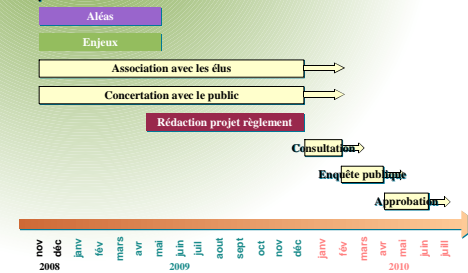 Aléas
Enjeux
Association avec les élus
Concertation avec le public
Rédaction projet règlement
Consultation
Enquête publique
Approbation
nov déc janv fév mars avr mai juin juil aout sept oct nov déc janv fév mars avr mai juin juill
2008 2009 2010